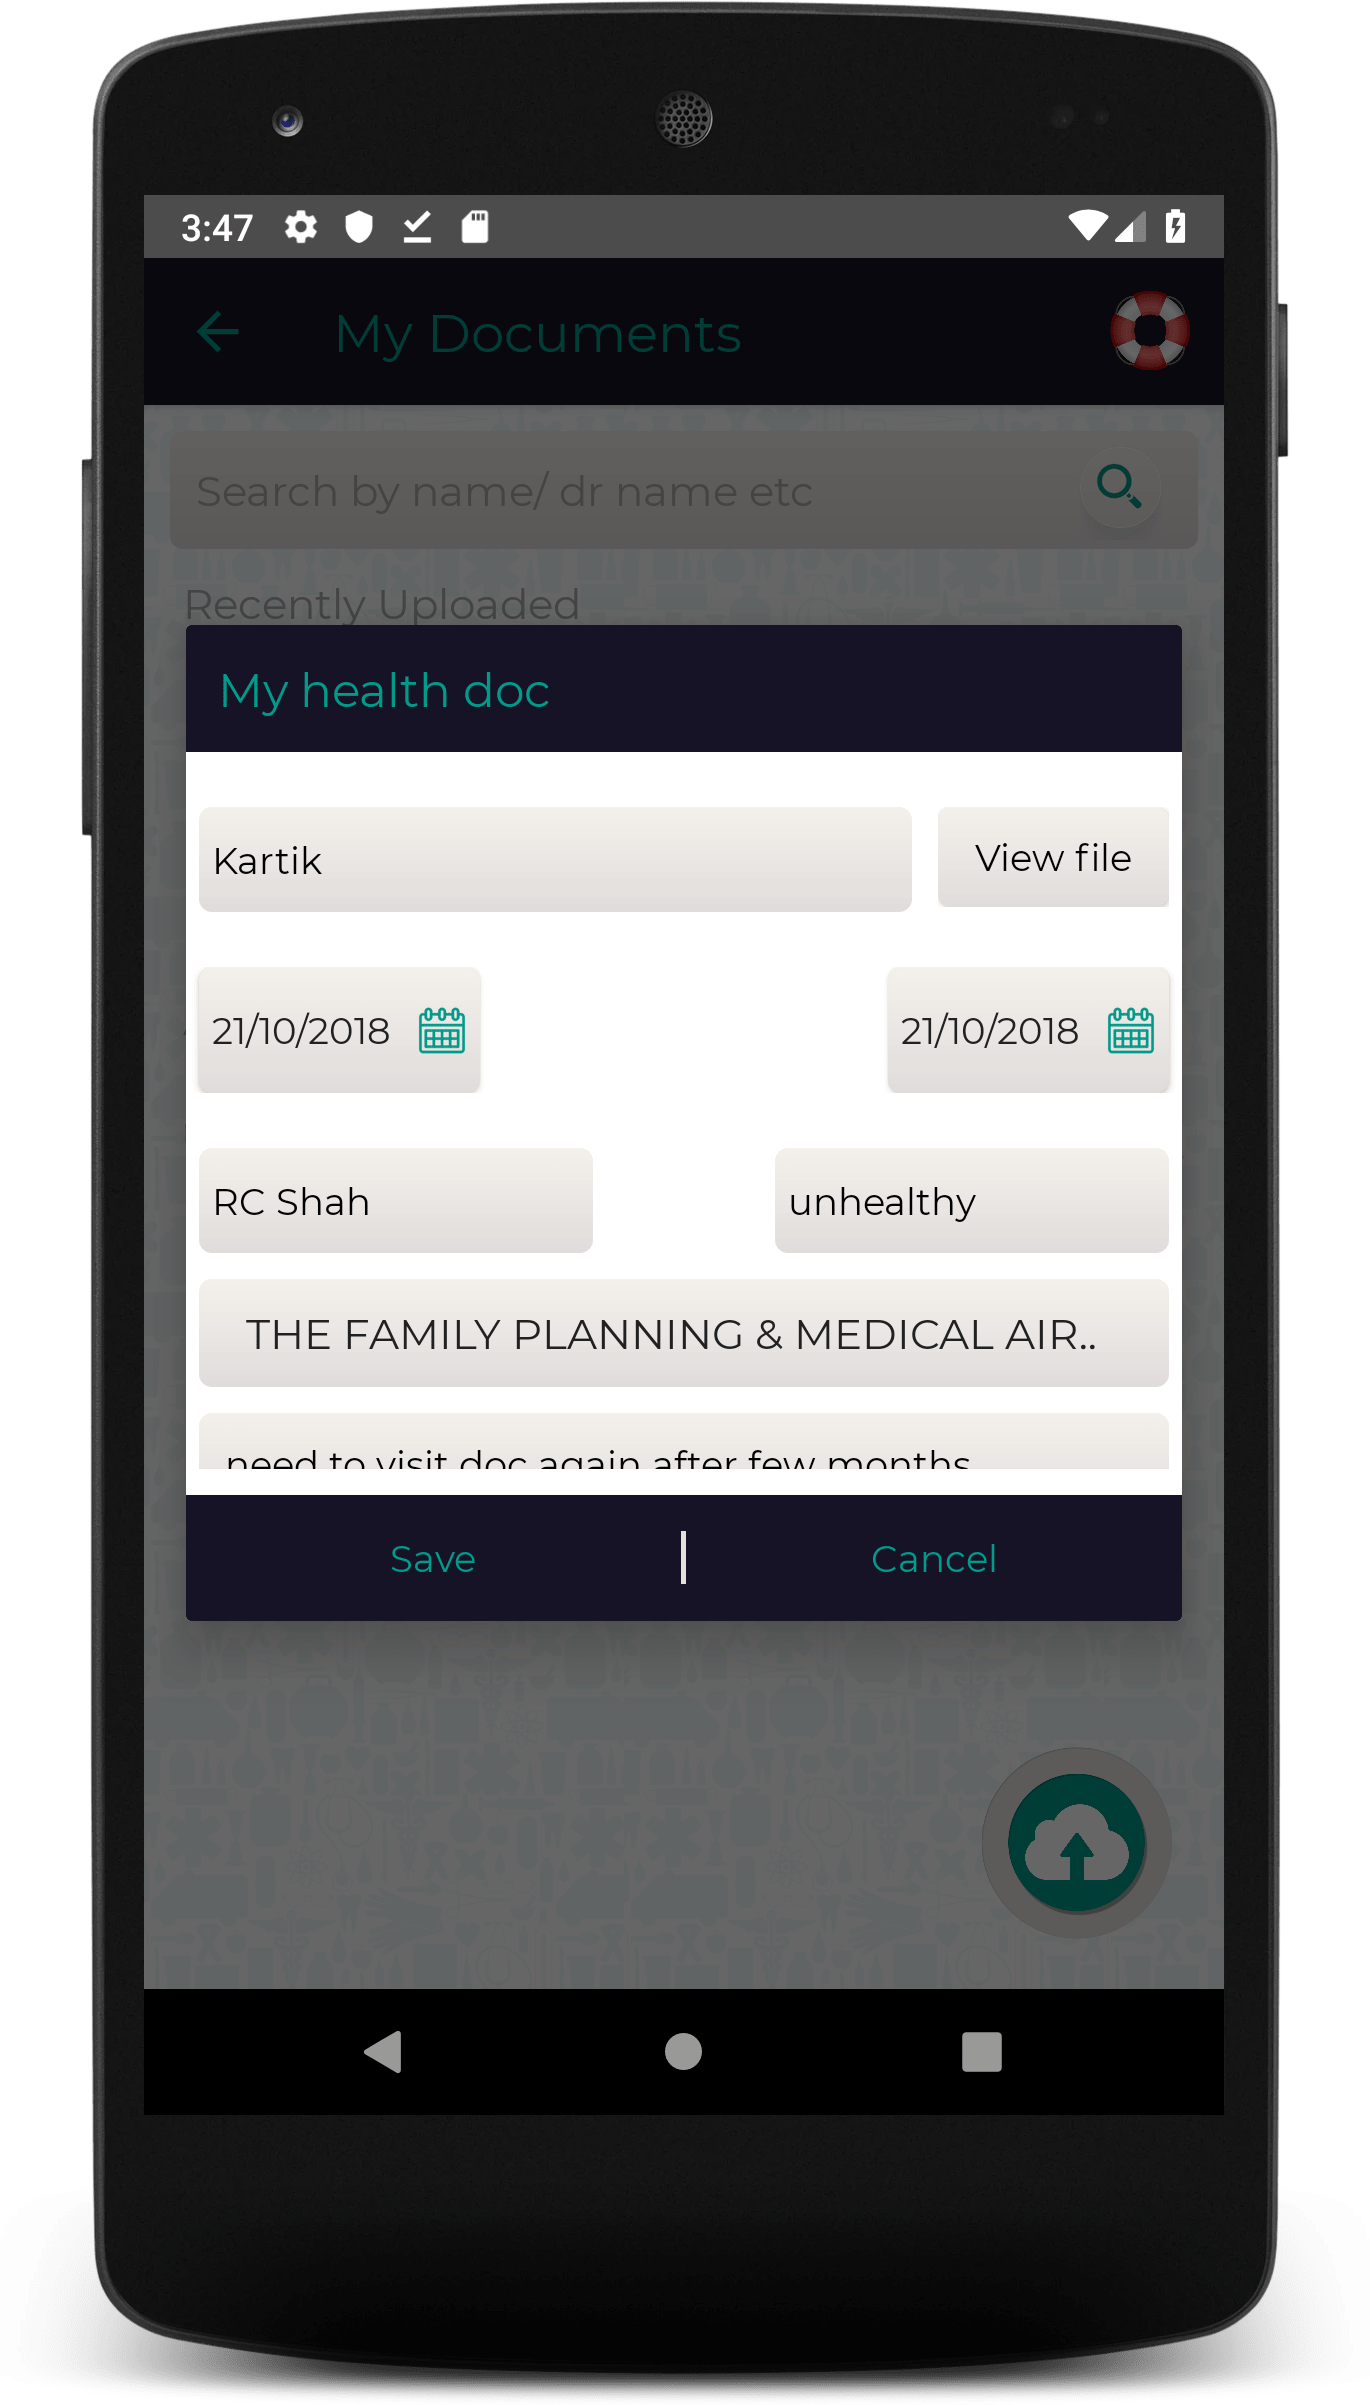 3:47
My Documents
Search by name/ dr name etc
Recently Uploaded
My health doc
Kartik
View file
21/10/2018
21/10/2018
RC Shah
unhealthy
THE FAMILY PLANNING & MEDICAL AIR..
need to visit doc again after few months
Save
Cancel